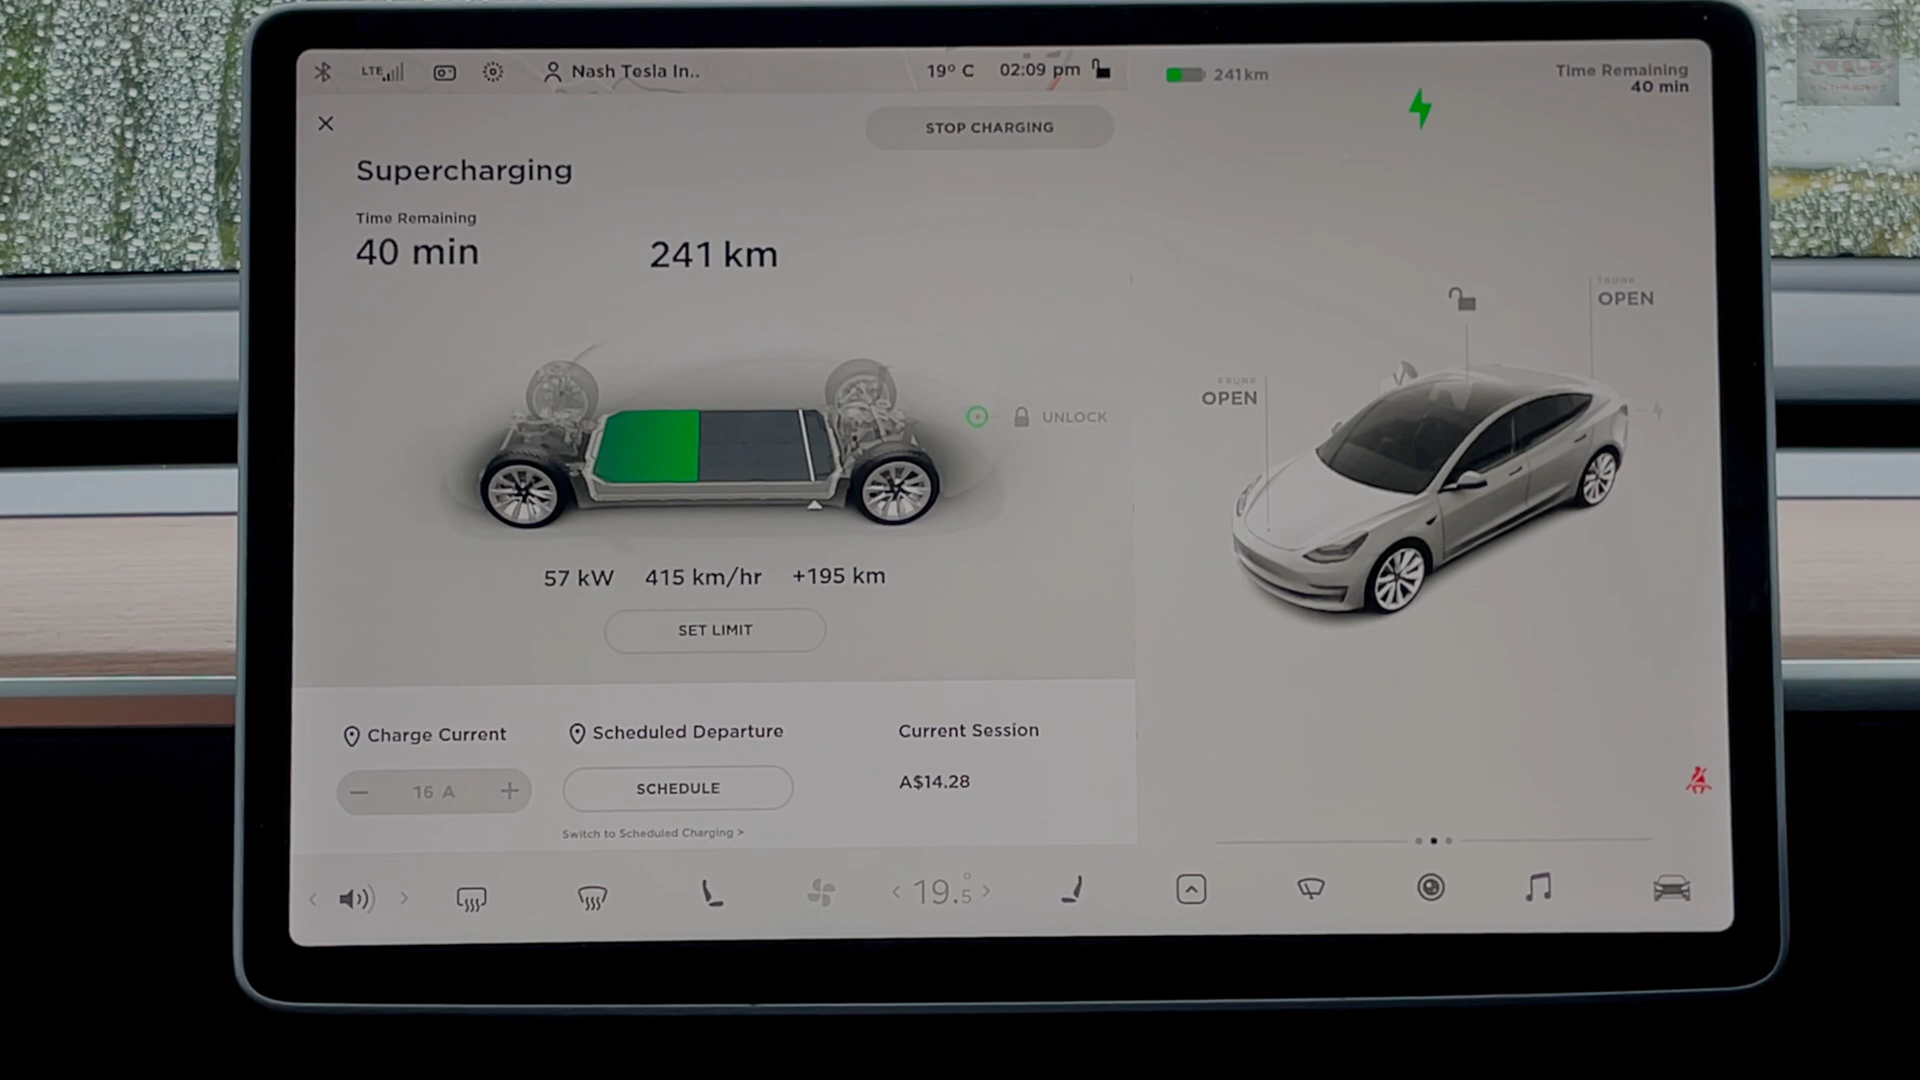 LTE
Nash Tesla In..
19° C
02:09 pm
241km
Time Remaining
40 min
STOP CHARGING
Supercharging
Time Remaining
40 min
241 km
FRUNK
OPEN
OPEN
UNLOCK
57 kW
415 km/hr
+195 km
SET LIMIT
Charge Current
Scheduled Departure
Current Session
16 A
SCHEDULE
A$14.28
Switch to Scheduled Charging >
19.5°